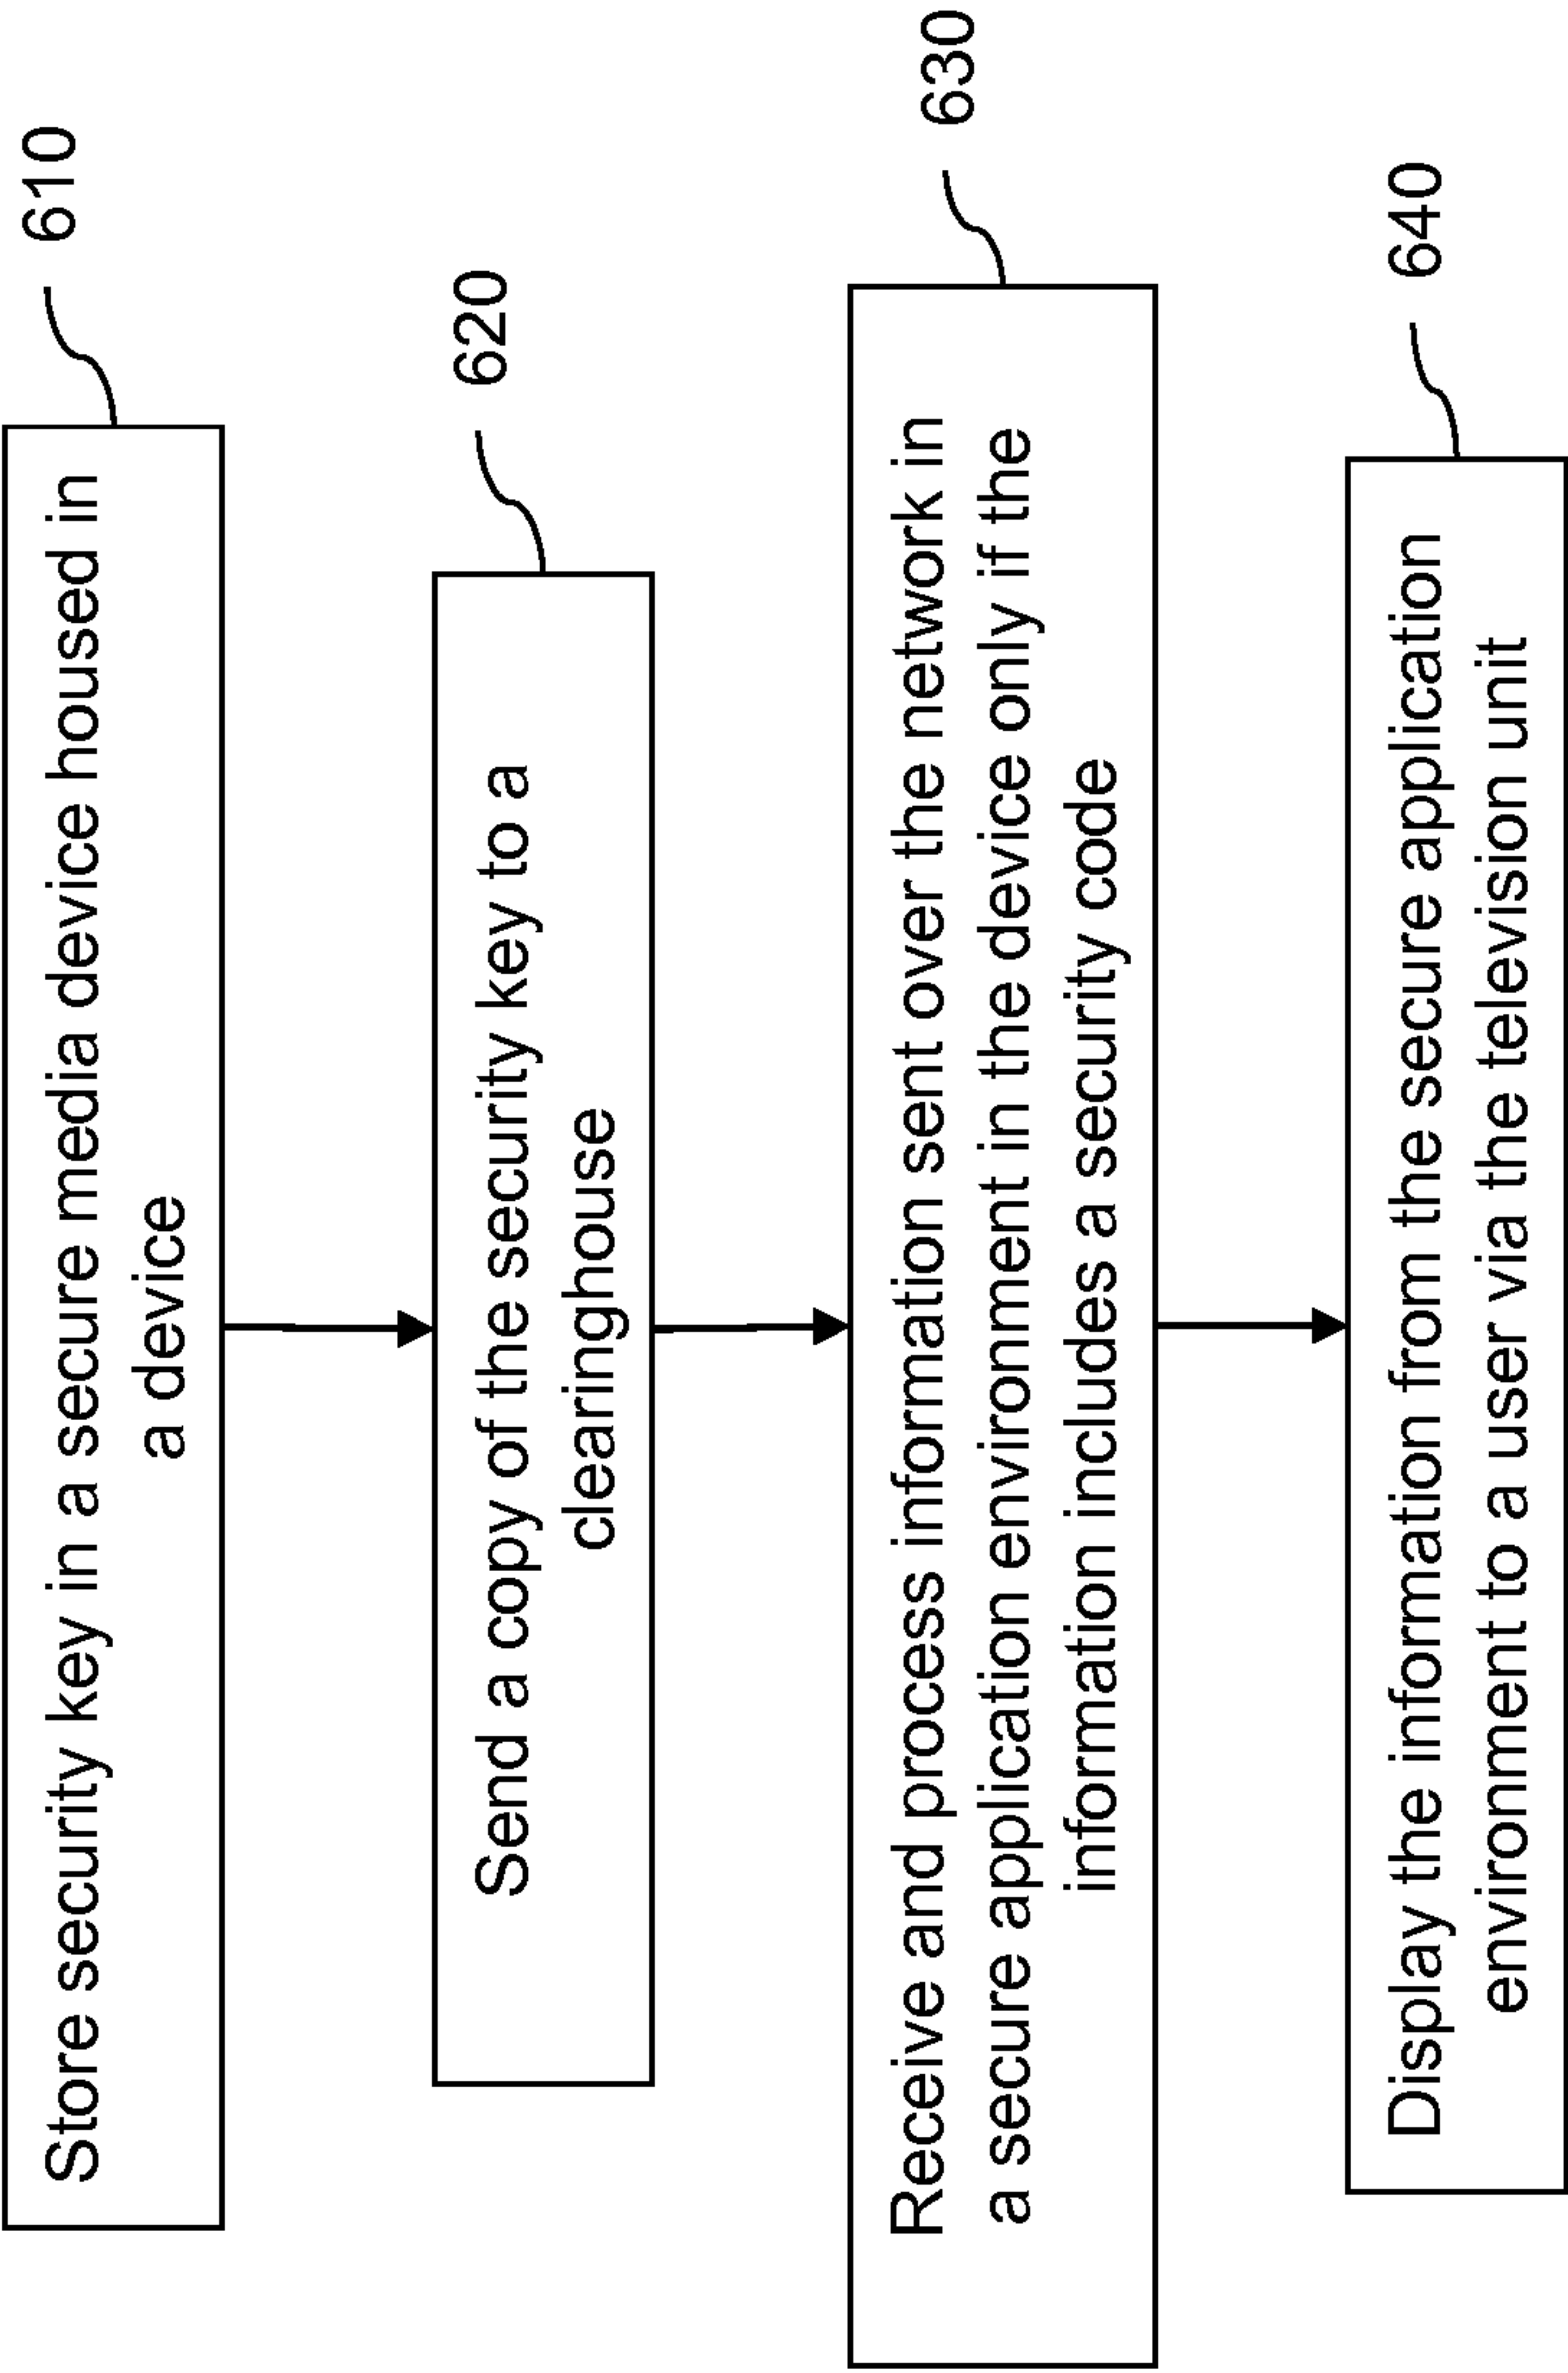 Store security key in a secure media device housed in
a device
610
Send a copy of the security key to a
clearinghouse
620
Receive and process information sent over the network in
a secure application environment in the device only if the
information includes a security code
630
Display the information from the secure application
environment to a user via the television unit
640